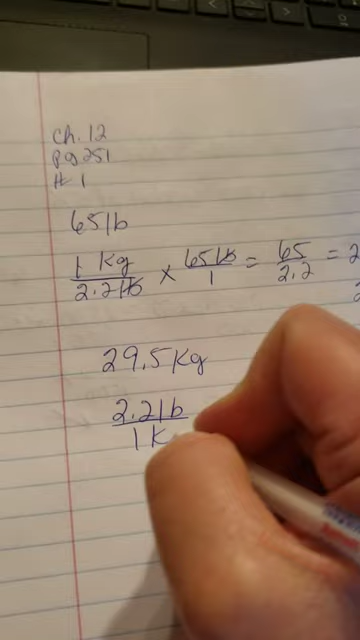 Ch. 12
pg 251
# 1
65 lb
1 Kg / 2.2 lb × 65 lb / 1 = 65 / 2.2 = 2
29.5 Kg
2.2 lb / 1 K